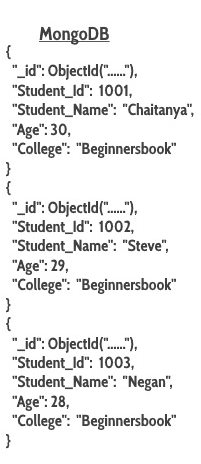 MongoDB
{
"_id": ObjectId("......"),
"Student_Id": 1001,
"Student_Name": "Chaitanya",
"Age": 30,
"College": "Beginnersbook"
}
{
"_id": ObjectId("......"),
"Student_Id": 1002,
"Student_Name": "Steve",
"Age": 29,
"College": "Beginnersbook"
}
{
"_id": ObjectId("......"),
"Student_Id": 1003,
"Student_Name": "Negan",
"Age": 28,
"College": "Beginnersbook"
}